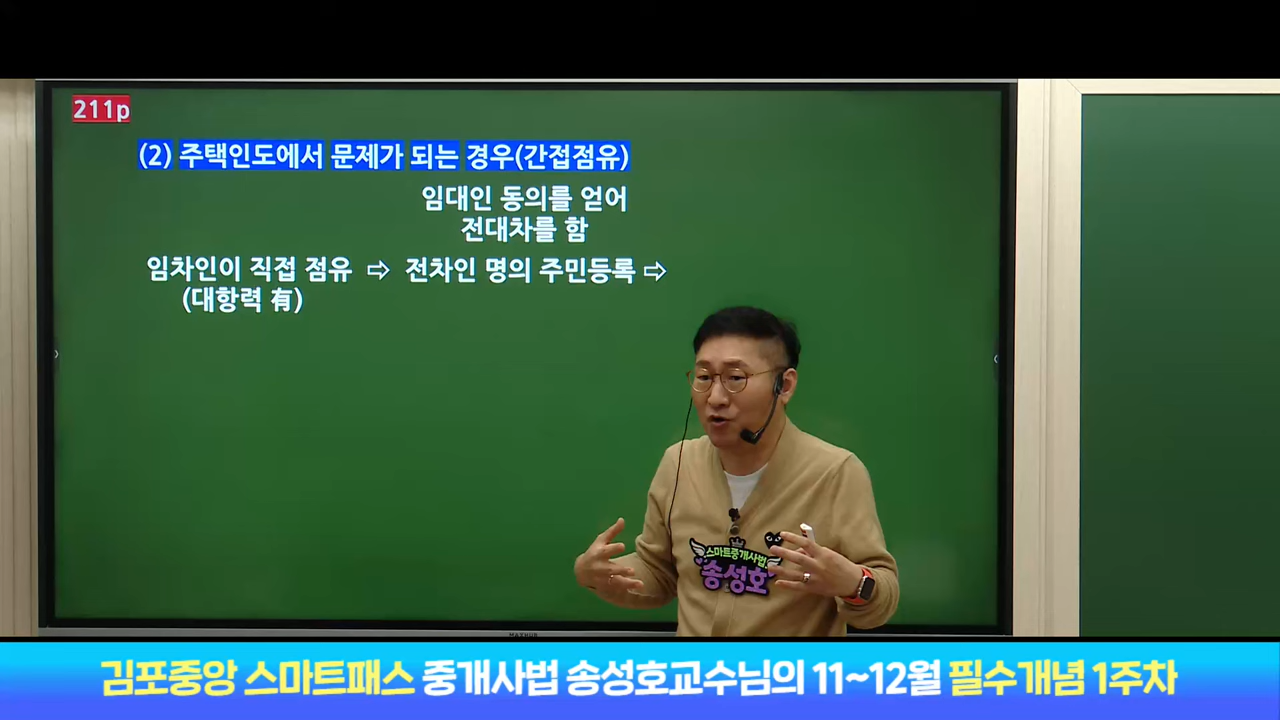 211p
(2) 주택인도에서 문제가 되는 경우(간접점유)
임대인 동의를 얻어
전대차를 함
임차인이 직접 점유 ⇨ 전차인 명의 주민등록 ⇨
(대항력 有)
스마트중개사법
송성호
MAXHUB
김포중앙 스마트패스 중개사법 송성호교수님의 11~12월 필수개념 1주차